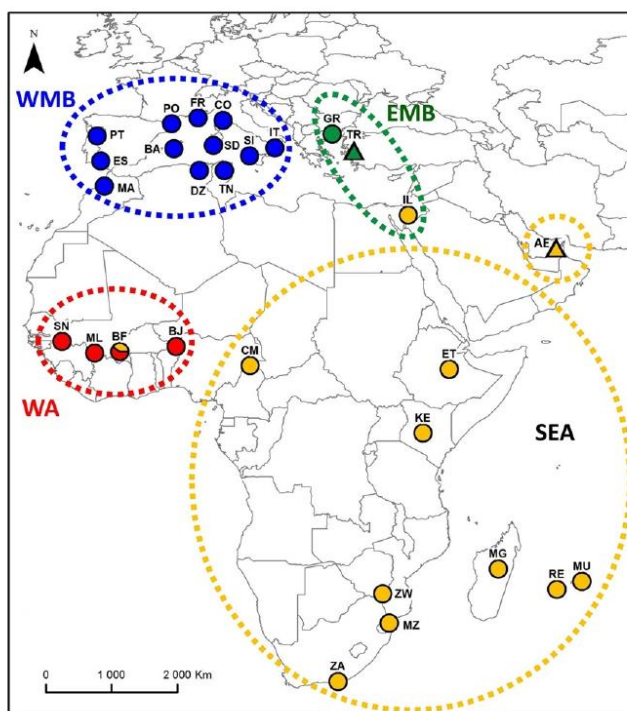 N
WMB
EMB
PO
FR
CO
GR
TR
PT
BA
SD
SI
IT
ES
MA
DZ
TN
IL
AE
SN
ML
BF
BJ
CM
ET
WA
KE
SEA
MG
RE
MU
ZW
MZ
ZA
0 1 000 2 000 Km